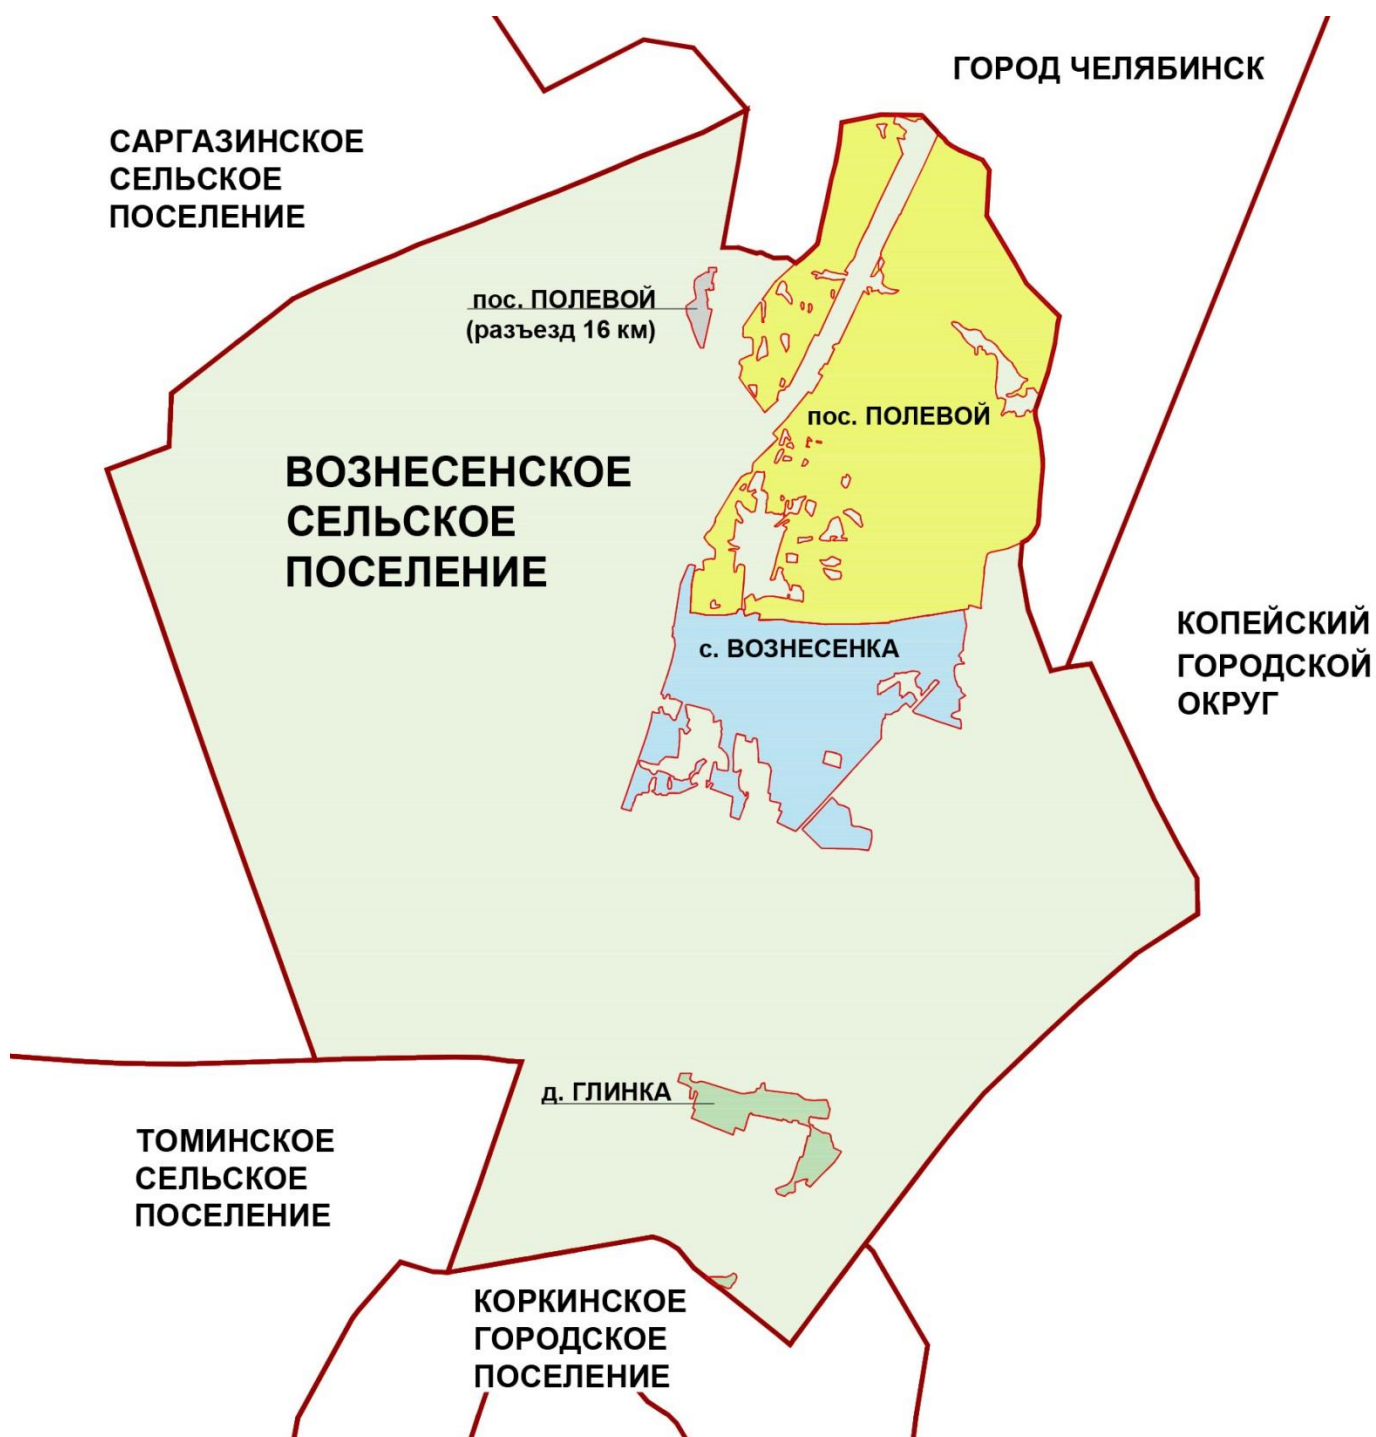 ГОРОД ЧЕЛЯБИНСК
САРГАЗИНСКОЕ
СЕЛЬСКОЕ
ПОСЕЛЕНИЕ
пос. ПОЛЕВОЙ
(разъезд 16 км)
пос. ПОЛЕВОЙ
ВОЗНЕСЕНСКОЕ
СЕЛЬСКОЕ
ПОСЕЛЕНИЕ
с. ВОЗНЕСЕНКА
КОПЕЙСКИЙ
ГОРОДСКОЙ
ОКРУГ
д. ГЛИНКА
ТОМИНСКОЕ
СЕЛЬСКОЕ
ПОСЕЛЕНИЕ
КОРКИНСКОЕ
ГОРОДСКОЕ
ПОСЕЛЕНИЕ